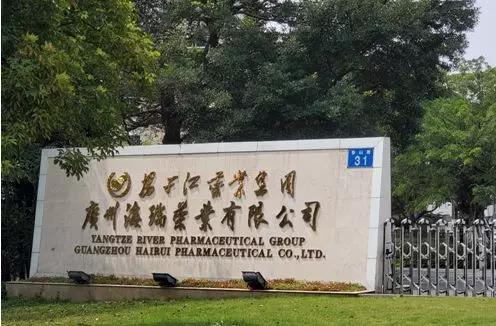 扬子江药业集团
广州海瑞药业有限公司
YANGTZE RIVER PHARMACEUTICAL GROUP
GUANGZHOU HAIRUI PHARMACEUTICAL CO.,LTD.
31